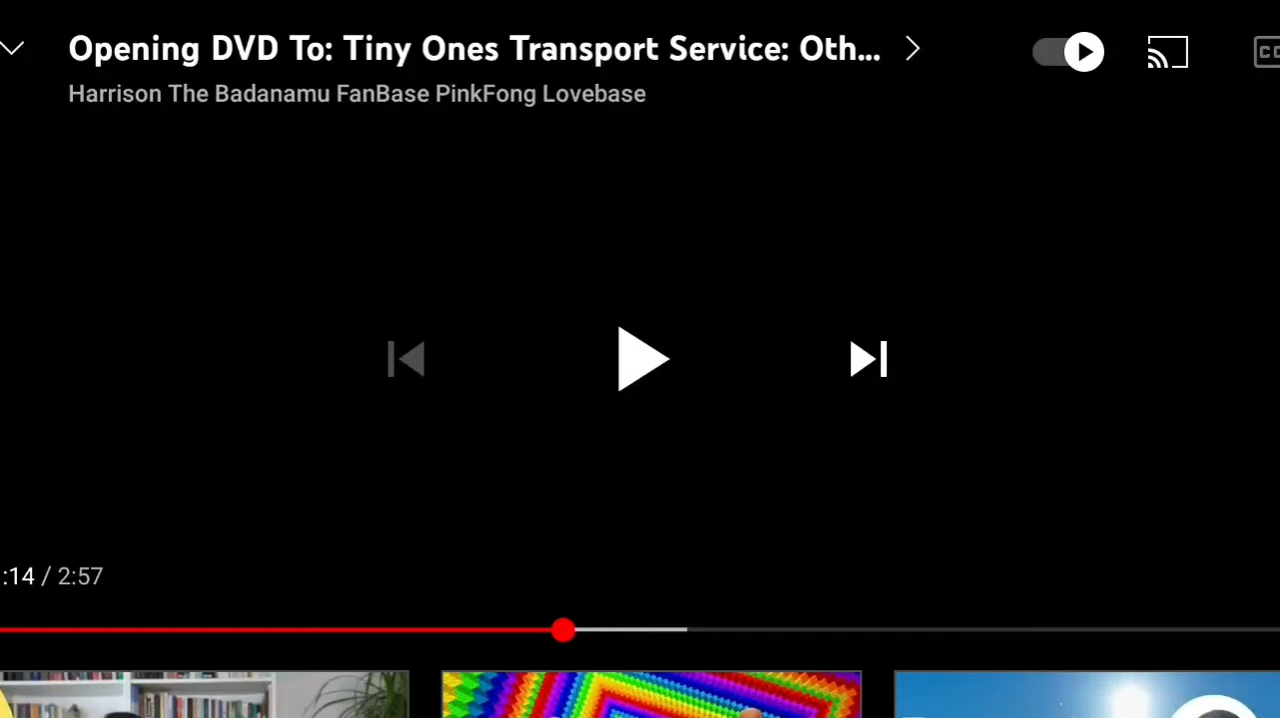 Opening DVD To: Tiny Ones Transport Service: Oth...
Harrison The Badanamu FanBase PinkFong Lovebase
:14 / 2:57